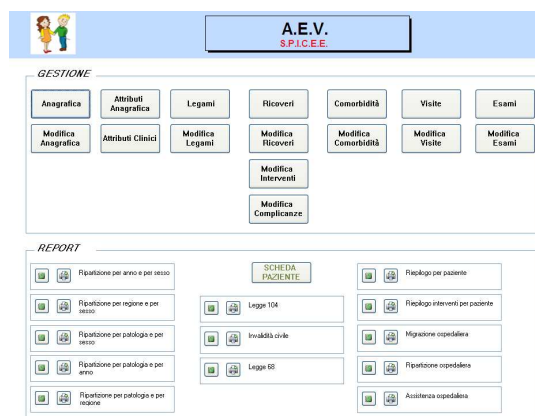 A.E.V.
S.P.I.C.E.E.
GESTIONE
Anagrafica
Attributi
Anagrafica
Legami
Ricoveri
Comorbidità
Visite
Esami
Modifica
Anagrafica
Attributi Clinici
Modifica
Legami
Modifica
Ricoveri
Modifica
Comorbidità
Modifica
Visite
Modifica
Esami
Modifica
Interventi
Modifica
Complicanze
REPORT
Ripartizione per anno e per sesso
Ripartizione per regione e per
sesso
Ripartizione per patologia e per
sesso
Ripartizione per patologia e per
anno
Ripartizione per patologia e per
regione
SCHEDA
PAZIENTE
Legge 104
Invalidità civile
Legge 68
Riepilogo per paziente
Riepilogo interventi per paziente
Migrazione ospedaliera
Ripartizione ospedaliera
Assistenza ospedaliera